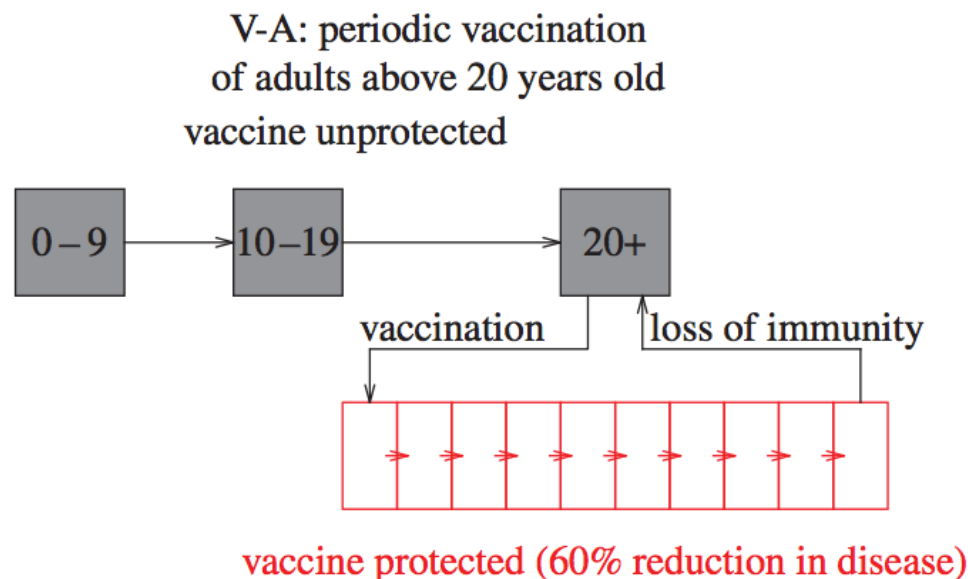 V-A: periodic vaccination
of adults above 20 years old
vaccine unprotected
0–9
10–19
20+
vaccination
loss of immunity
vaccine protected (60% reduction in disease)